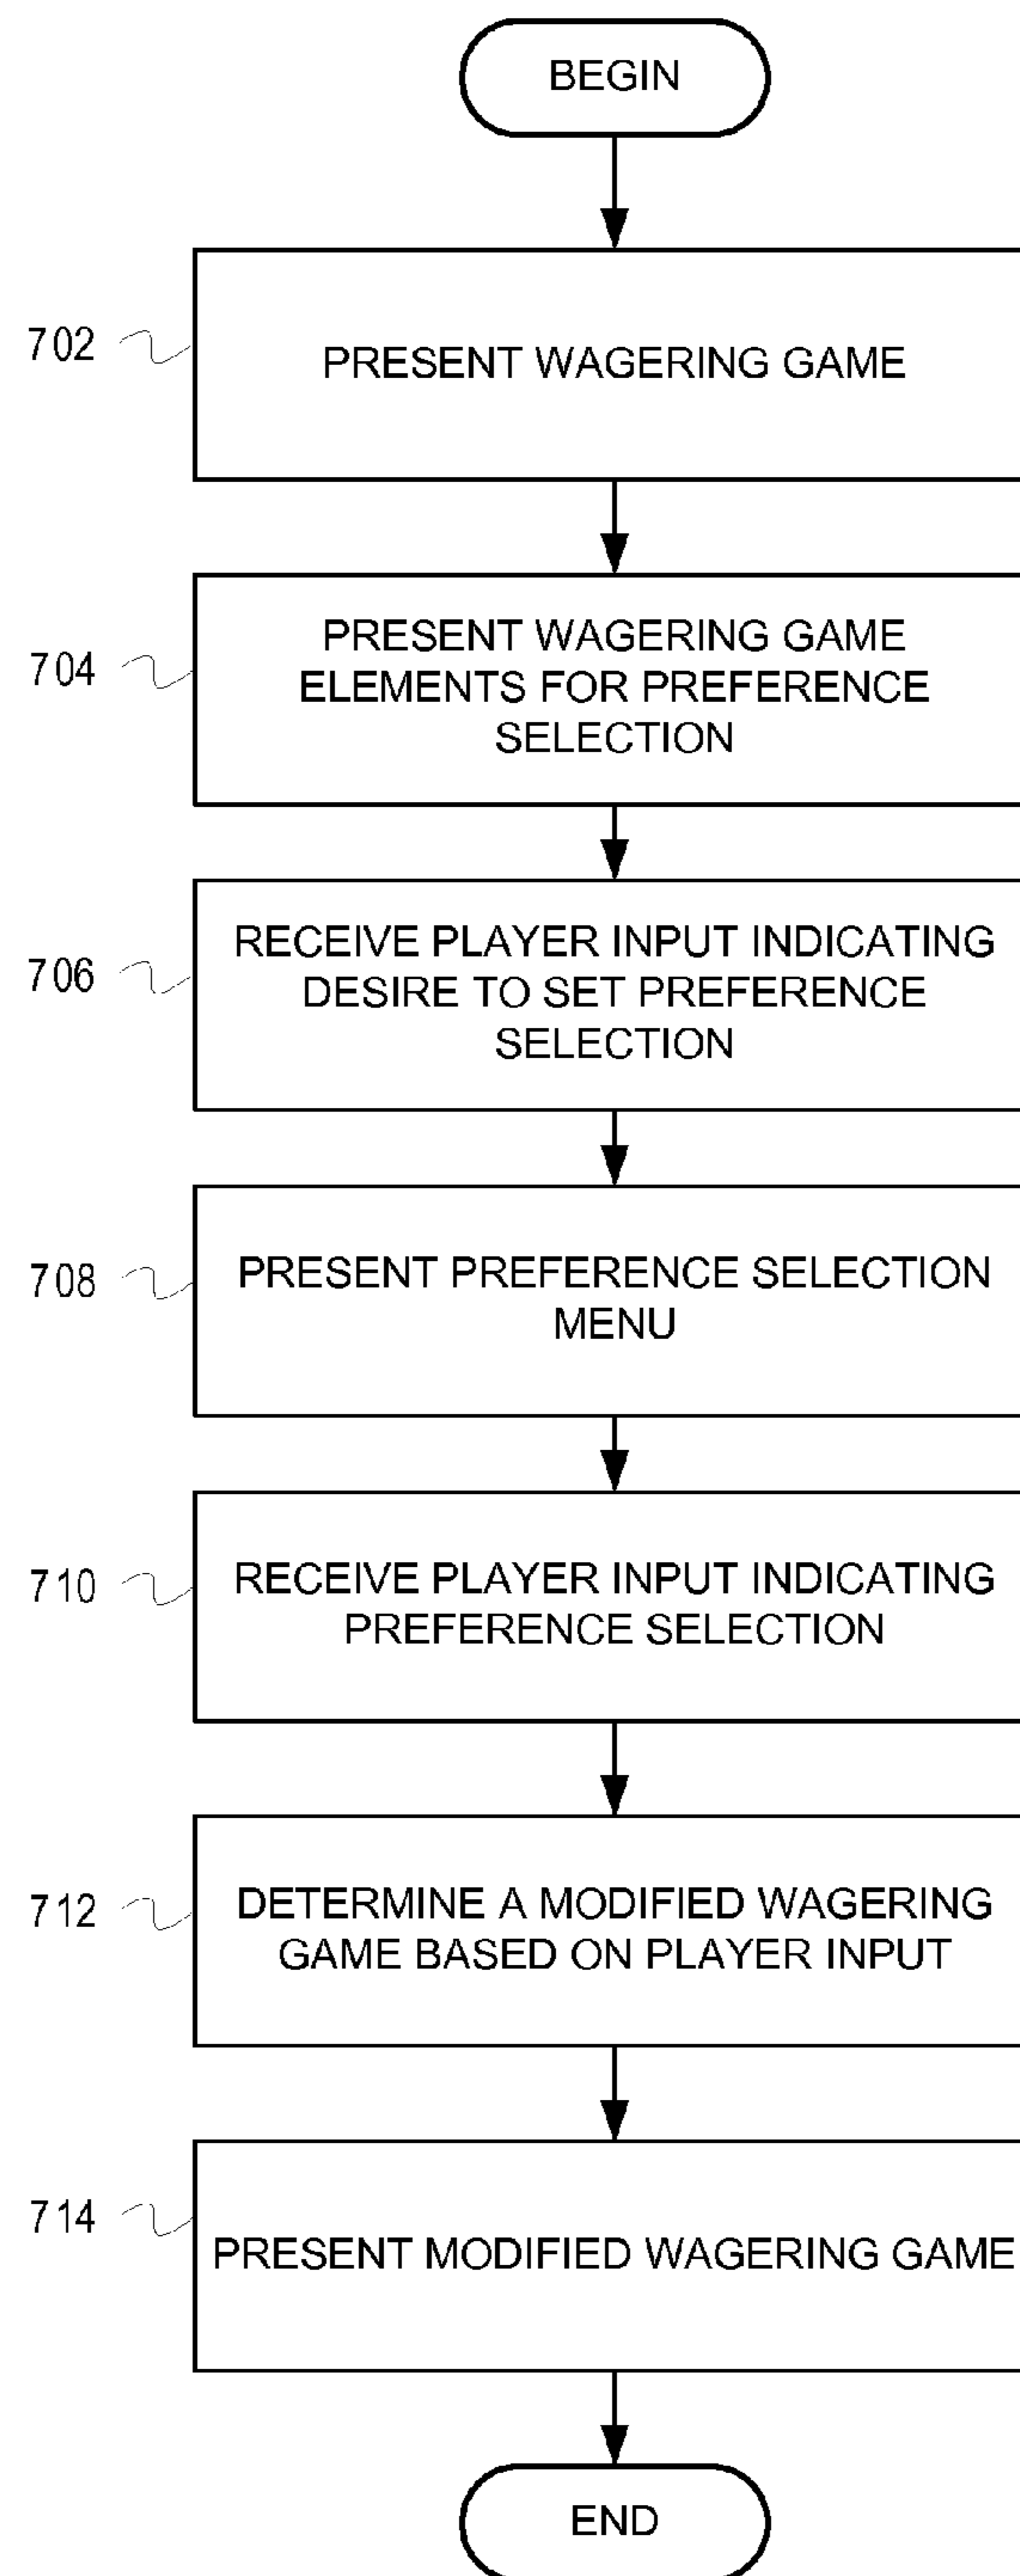 BEGIN
702
PRESENT WAGERING GAME
704
PRESENT WAGERING GAME
ELEMENTS FOR PREFERENCE
SELECTION
706
RECEIVE PLAYER INPUT INDICATING
DESIRE TO SET PREFERENCE
SELECTION
708
PRESENT PREFERENCE SELECTION
MENU
710
RECEIVE PLAYER INPUT INDICATING
PREFERENCE SELECTION
712
DETERMINE A MODIFIED WAGERING
GAME BASED ON PLAYER INPUT
714
PRESENT MODIFIED WAGERING GAME
END